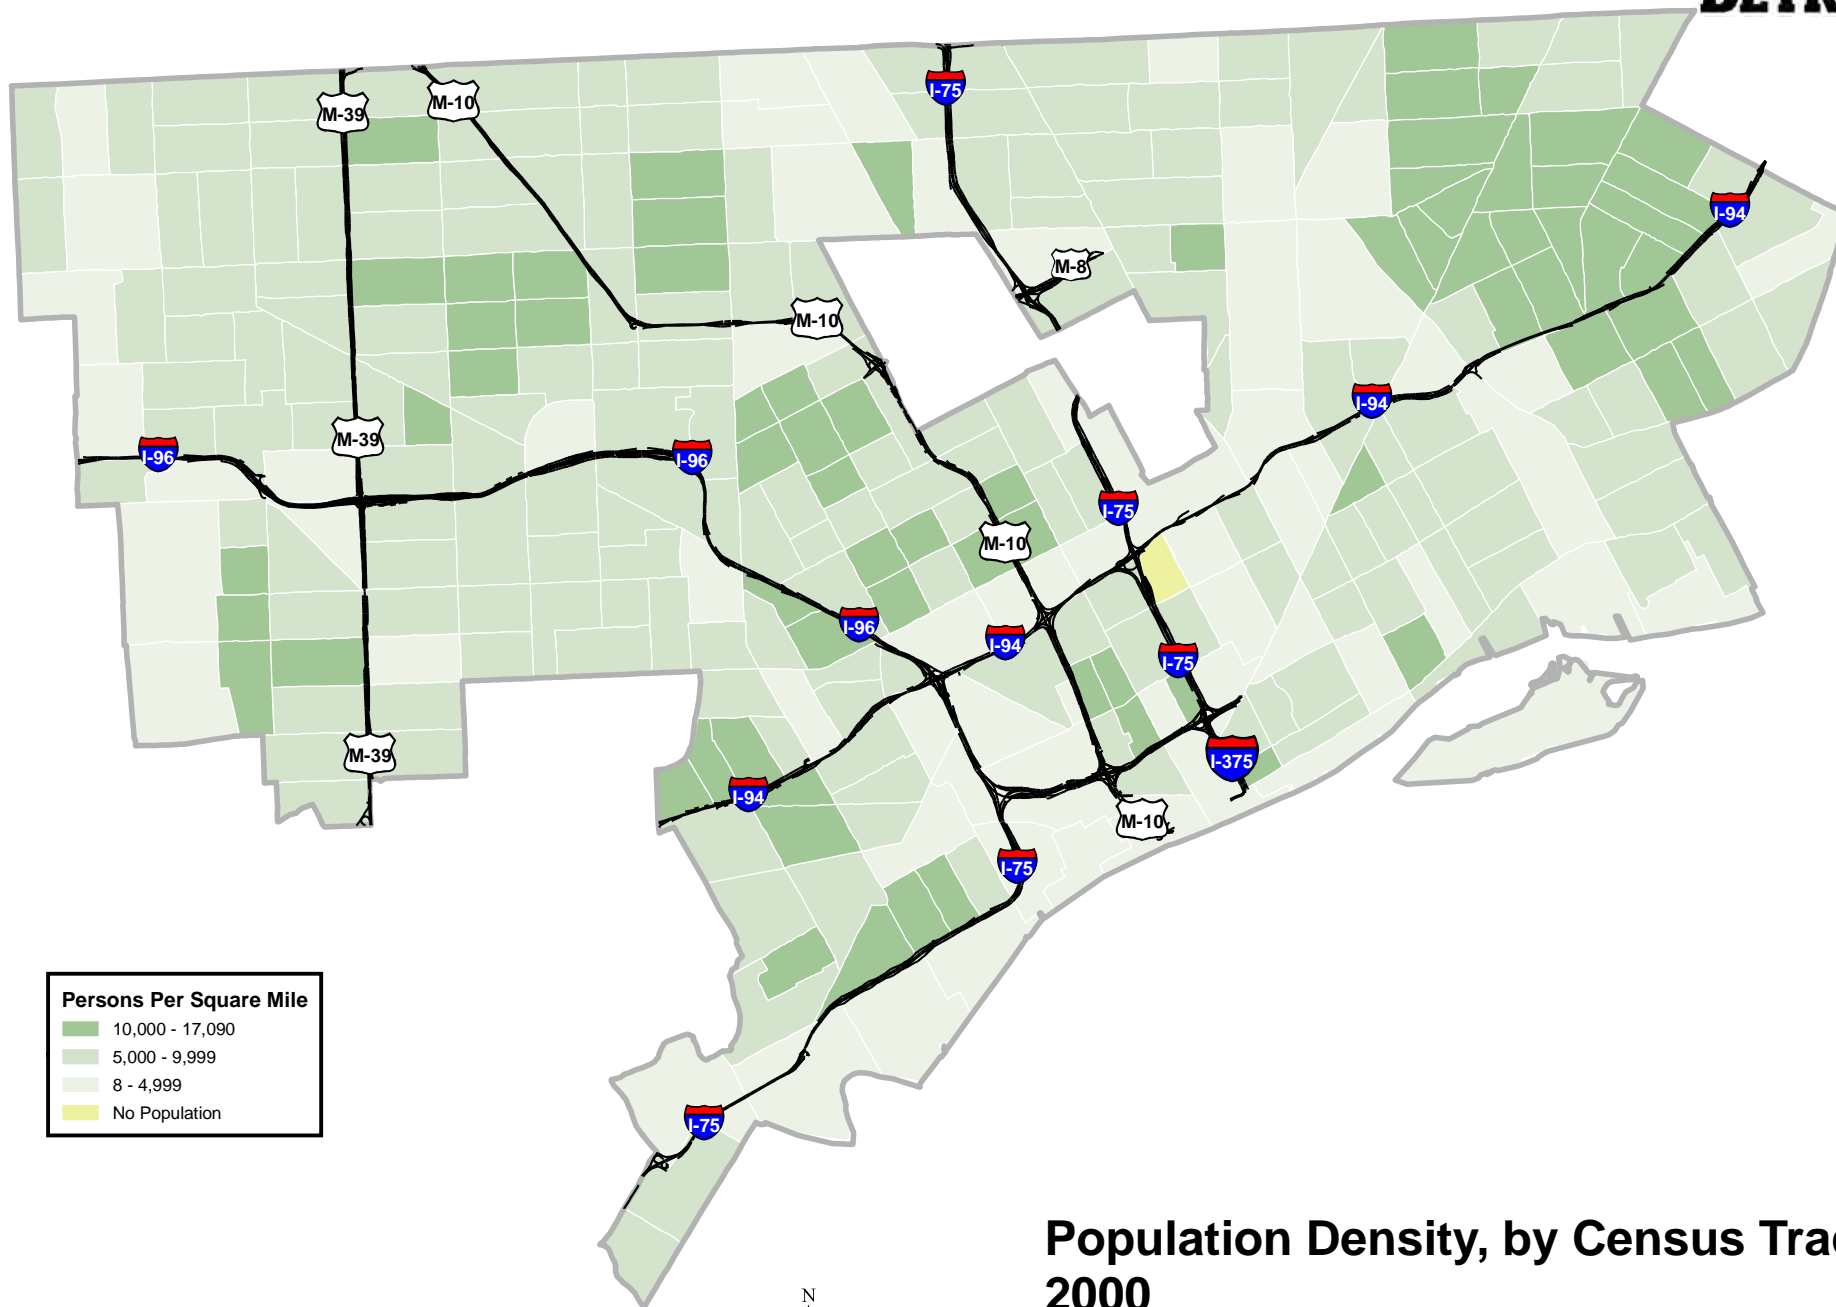 M-39
M-10
I-75
I-94
M-8
M-10
I-94
M-39
I-96
I-96
I-75
M-10
I-96
I-94
I-75
M-39
I-94
I-375
M-10
I-75
I-75
Persons Per Square Mile
10,000 - 17,090
5,000 - 9,999
8 - 4,999
No Population
Population Density, by Census Trac
2000
N